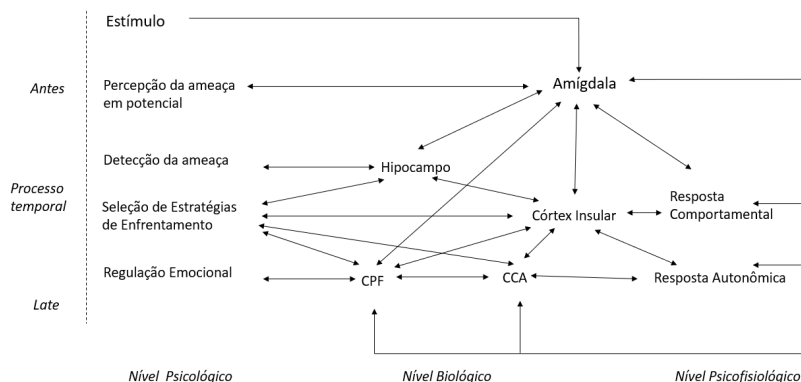 Estímulo
Antes
Percepção da ameaça
em potencial
Amígdala
Detecção da ameaça
Hipocampo
Processo
temporal
Seleção de Estratégias
de Enfrentamento
Córtex Insular
Resposta
Comportamental
Regulação Emocional
CPF
CCA
Resposta Autonômica
Late
Nível Psicológico
Nível Biológico
Nível Psicofisiológico